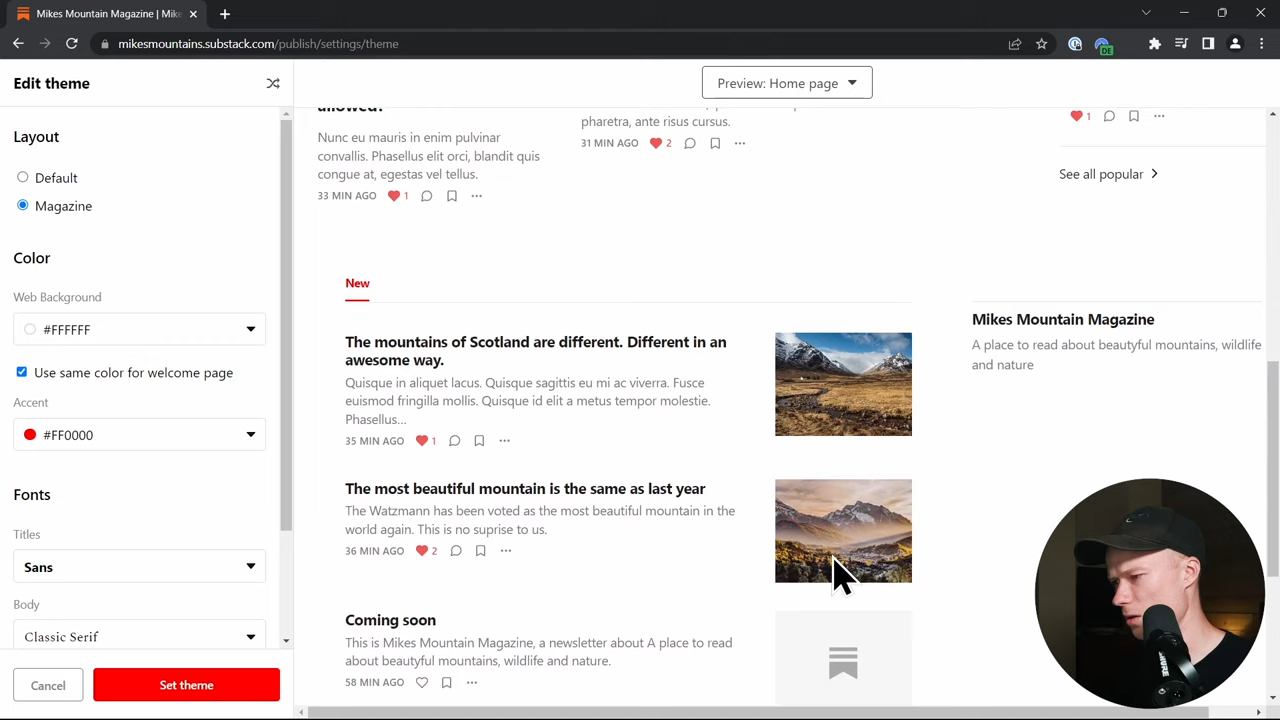 Mikes Mountain Magazine | Mike
mikesmountains.substack.com/publish/settings/theme
DE
Edit theme
Preview: Home page
Layout
Default
Magazine
Color
Web Background
#FFFFFF
Use same color for welcome page
Accent
#FF0000
Fonts
Titles
Sans
Body
Classic Serif
Cancel
Set theme
allowed?
Nunc eu mauris in enim pulvinar
convallis. Phasellus elit orci, blandit quis
congue at, egestas vel tellus.
33 MIN AGO 1
pharetra, ante risus cursus.
31 MIN AGO 2
1
See all popular
New
The mountains of Scotland are different. Different in an
awesome way.
Quisque in aliquet lacus. Quisque sagittis eu mi ac viverra. Fusce
euismod fringilla mollis. Quisque id elit a metus tempor molestie.
Phasellus...
35 MIN AGO 1
The most beautiful mountain is the same as last year
The Watzmann has been voted as the most beautiful mountain in the
world again. This is no suprise to us.
36 MIN AGO 2
Coming soon
This is Mikes Mountain Magazine, a newsletter about A place to read
about beautyful mountains, wildlife and nature.
58 MIN AGO
Mikes Mountain Magazine
A place to read about beautyful mountains, wildlife
and nature
SHURE